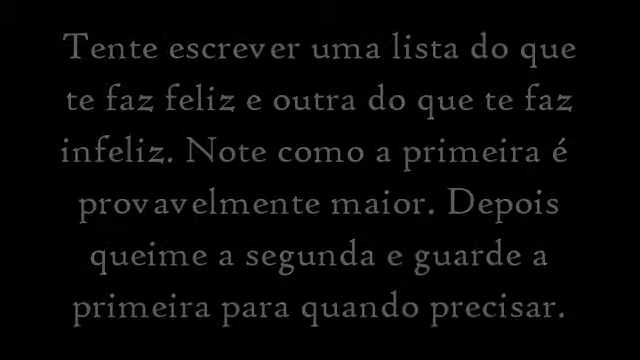 Tente escrever uma lista do que
te faz feliz e outra do que te faz
infeliz. Note como a primeira é
provavelmente maior. Depois
queime a segunda e guarde a
primeira para quando precisar.